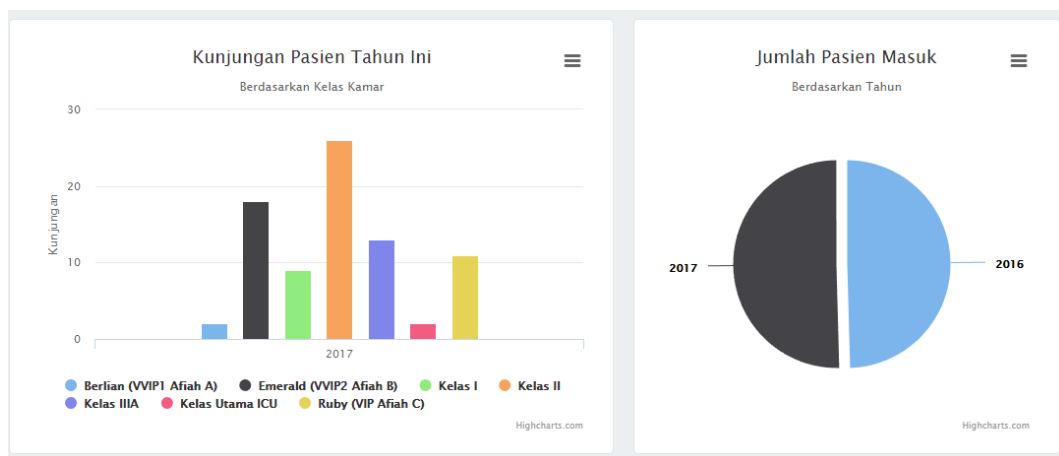 Kunjungan Pasien Tahun Ini
Berdasarkan Kelas Kamar
Kunjungan
30
20
10
0
2017
Berlian (VVIP1 Afiah A)
Emerald (VVIP2 Afiah B)
Kelas I
Kelas II
Kelas IIIA
Kelas Utama ICU
Ruby (VIP Afiah C)
Highcharts.com
Jumlah Pasien Masuk
Berdasarkan Tahun
2017
2016
Highcharts.com